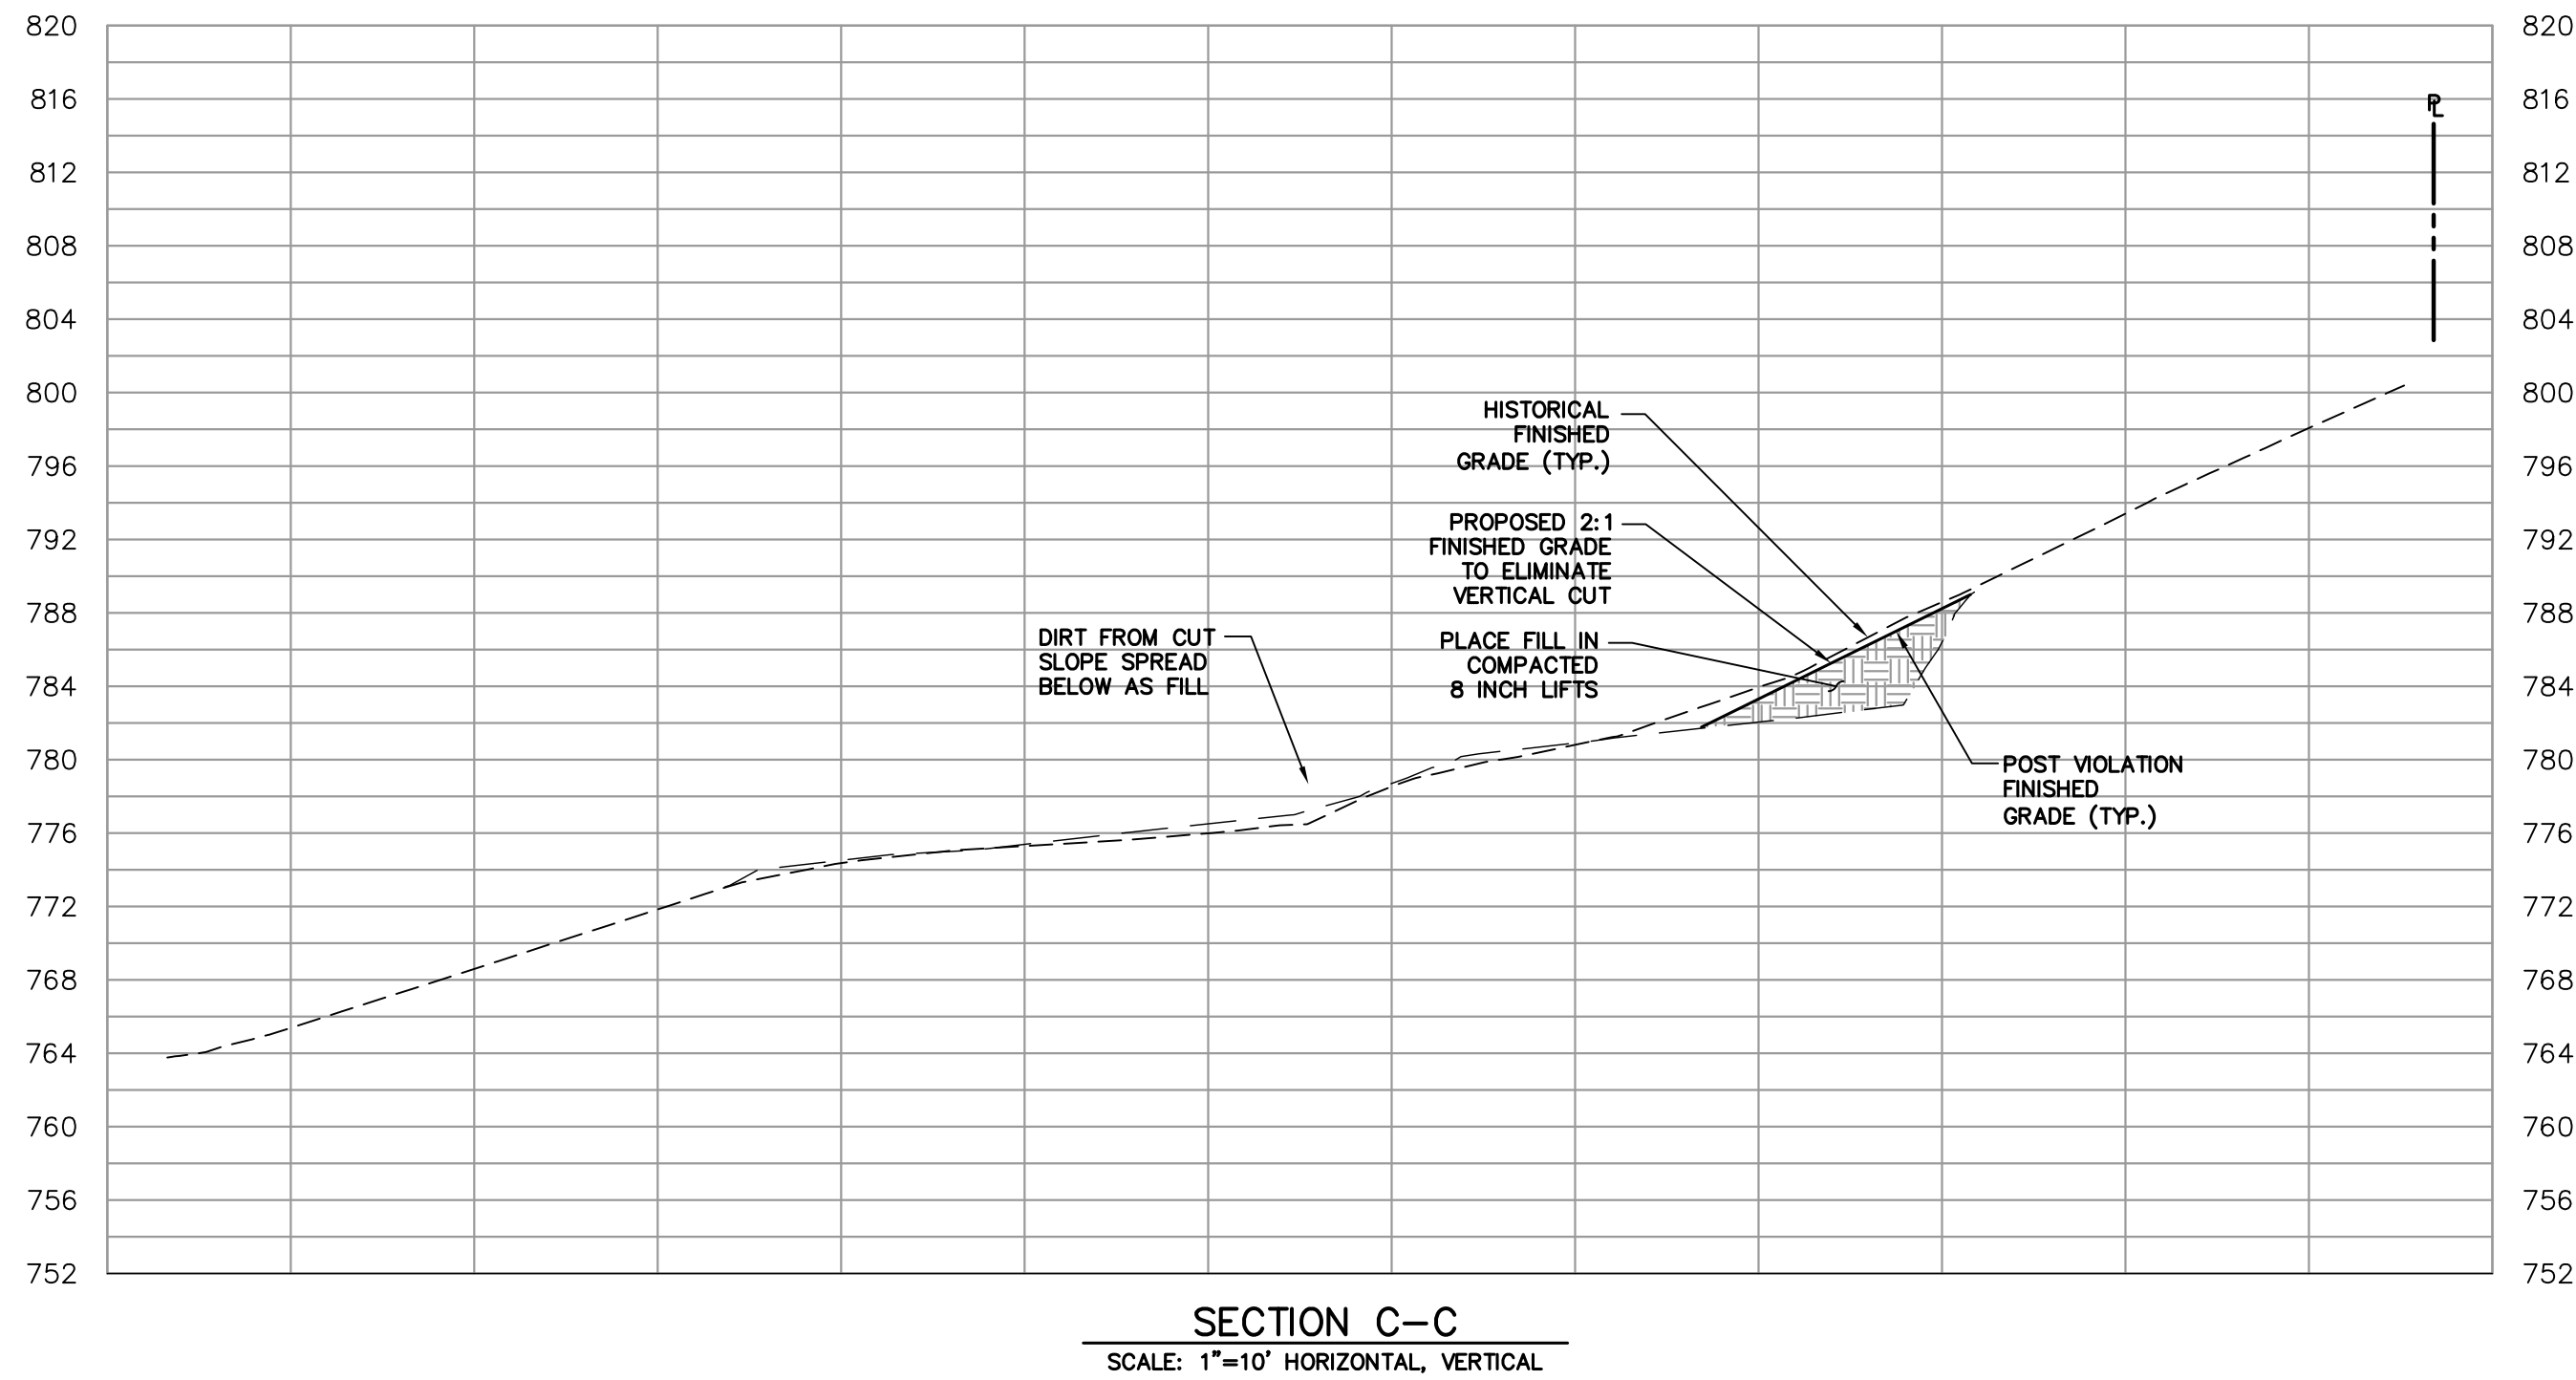 820
816
812
808
804
800
796
792
788
784
780
776
772
768
764
760
756
752
820
816
812
808
804
800
796
792
788
784
780
776
772
768
764
760
756
752
PL
HISTORICAL
FINISHED
GRADE (TYP.)
PROPOSED 2:1
FINISHED GRADE
TO ELIMINATE
VERTICAL CUT
DIRT FROM CUT
SLOPE SPREAD
BELOW AS FILL
PLACE FILL IN
COMPACTED
8 INCH LIFTS
POST VIOLATION
FINISHED
GRADE (TYP.)
SECTION C-C
SCALE: 1"=10' HORIZONTAL, VERTICAL